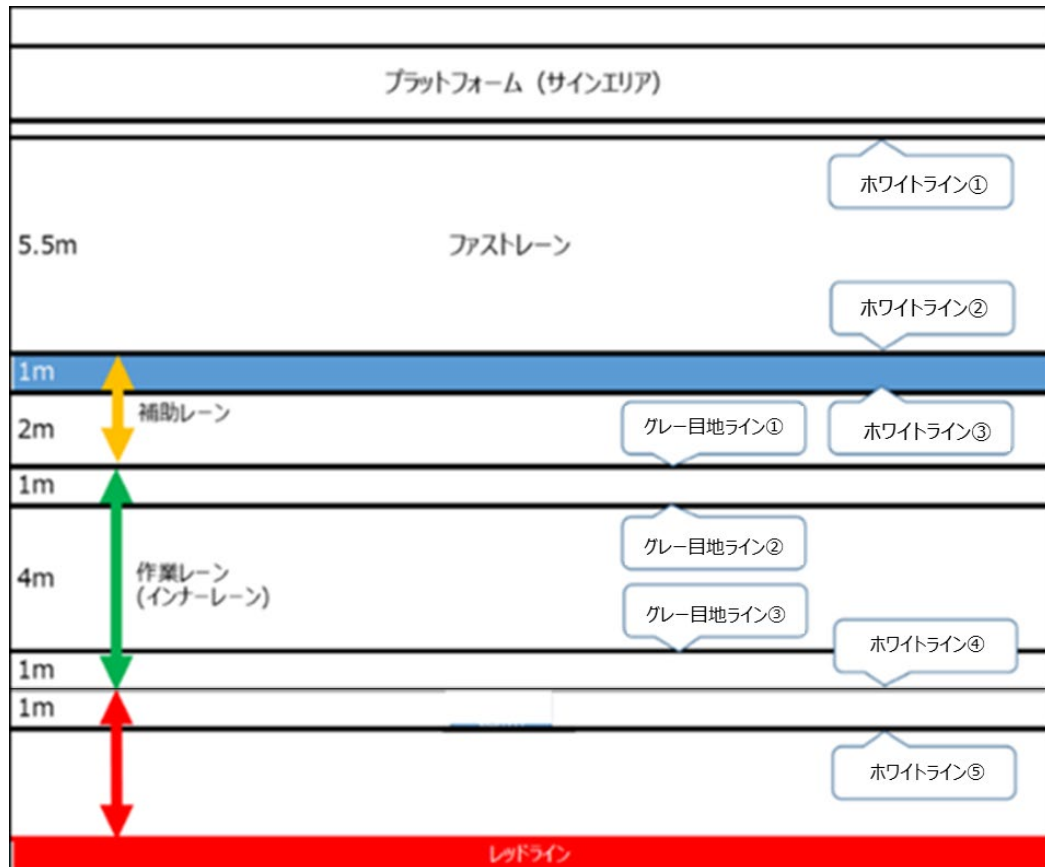 プラットフォーム（サインエリア）
ホワイトライン①
5.5m
ファストレーン
ホワイトライン②
1m
補助レーン
2m
グレー目地ライン①
ホワイトライン③
1m
グレー目地ライン②
4m
作業レーン
(インナーレーン)
グレー目地ライン③
ホワイトライン④
1m
1m
ホワイトライン⑤
レッドライン